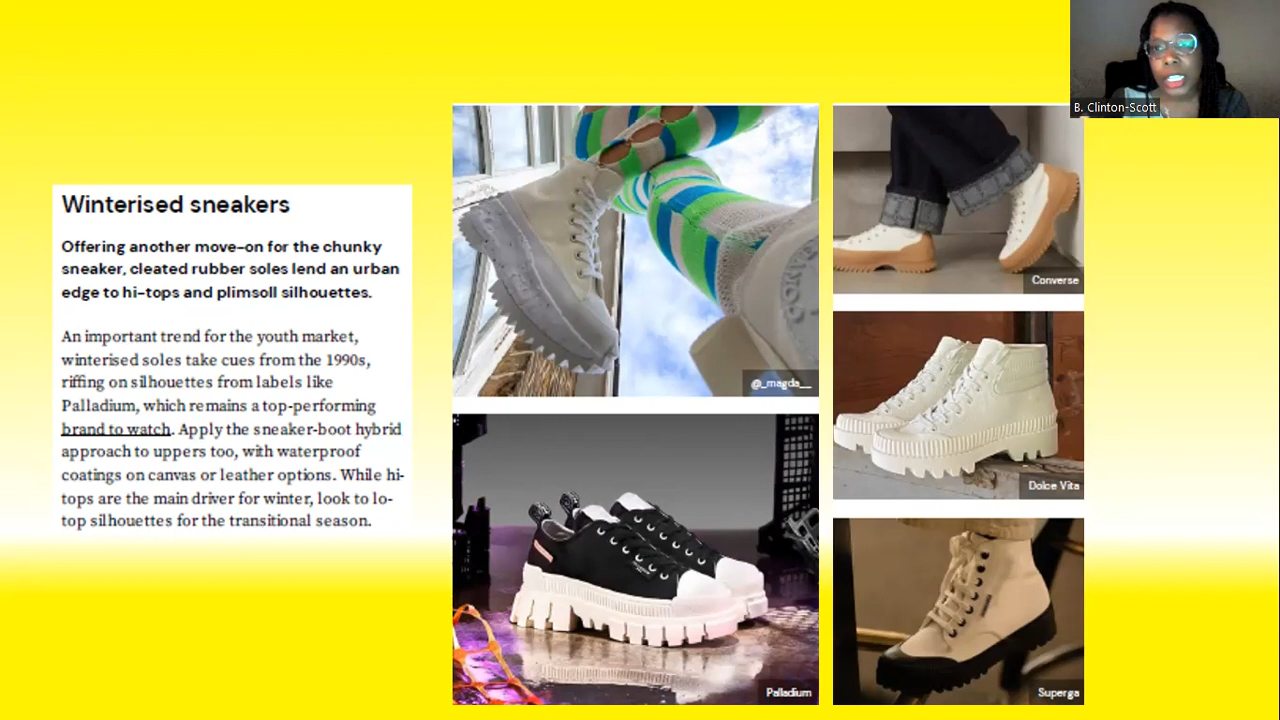 Winterised sneakers
Offering another move-on for the chunky
sneaker, cleated rubber soles lend an urban
edge to hi-tops and plimsoll silhouettes.
An important trend for the youth market,
winterised soles take cues from the 1990s,
riffing on silhouettes from labels like
Palladium, which remains a top-performing
brand to watch. Apply the sneaker-boot hybrid
approach to uppers too, with waterproof
coatings on canvas or leather options. While hi-
tops are the main driver for winter, look to lo-
top silhouettes for the transitional season.
@_magda__
Palladium
Converse
Dolce Vita
Superga
B. Clinton-Scott